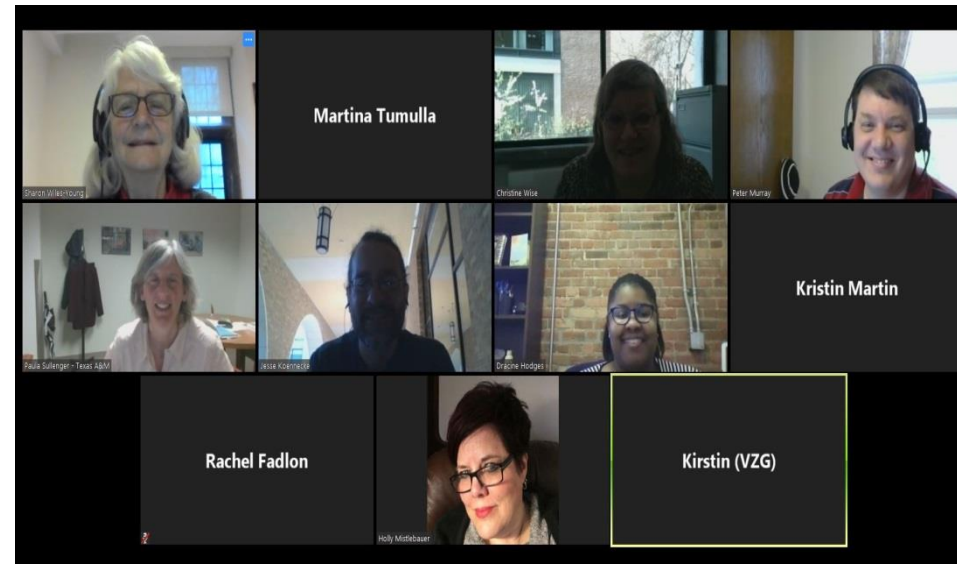 Sharon Wiles-Young
Martina Tumulla
Christine Wise
Peter Murray
Paula Sullenger - Texas A&M
Jesse Koennecke
Dracine Hodges
Kristin Martin
Rachel Fadlon
Holly Mistlebauer
Kirstin (VZG)